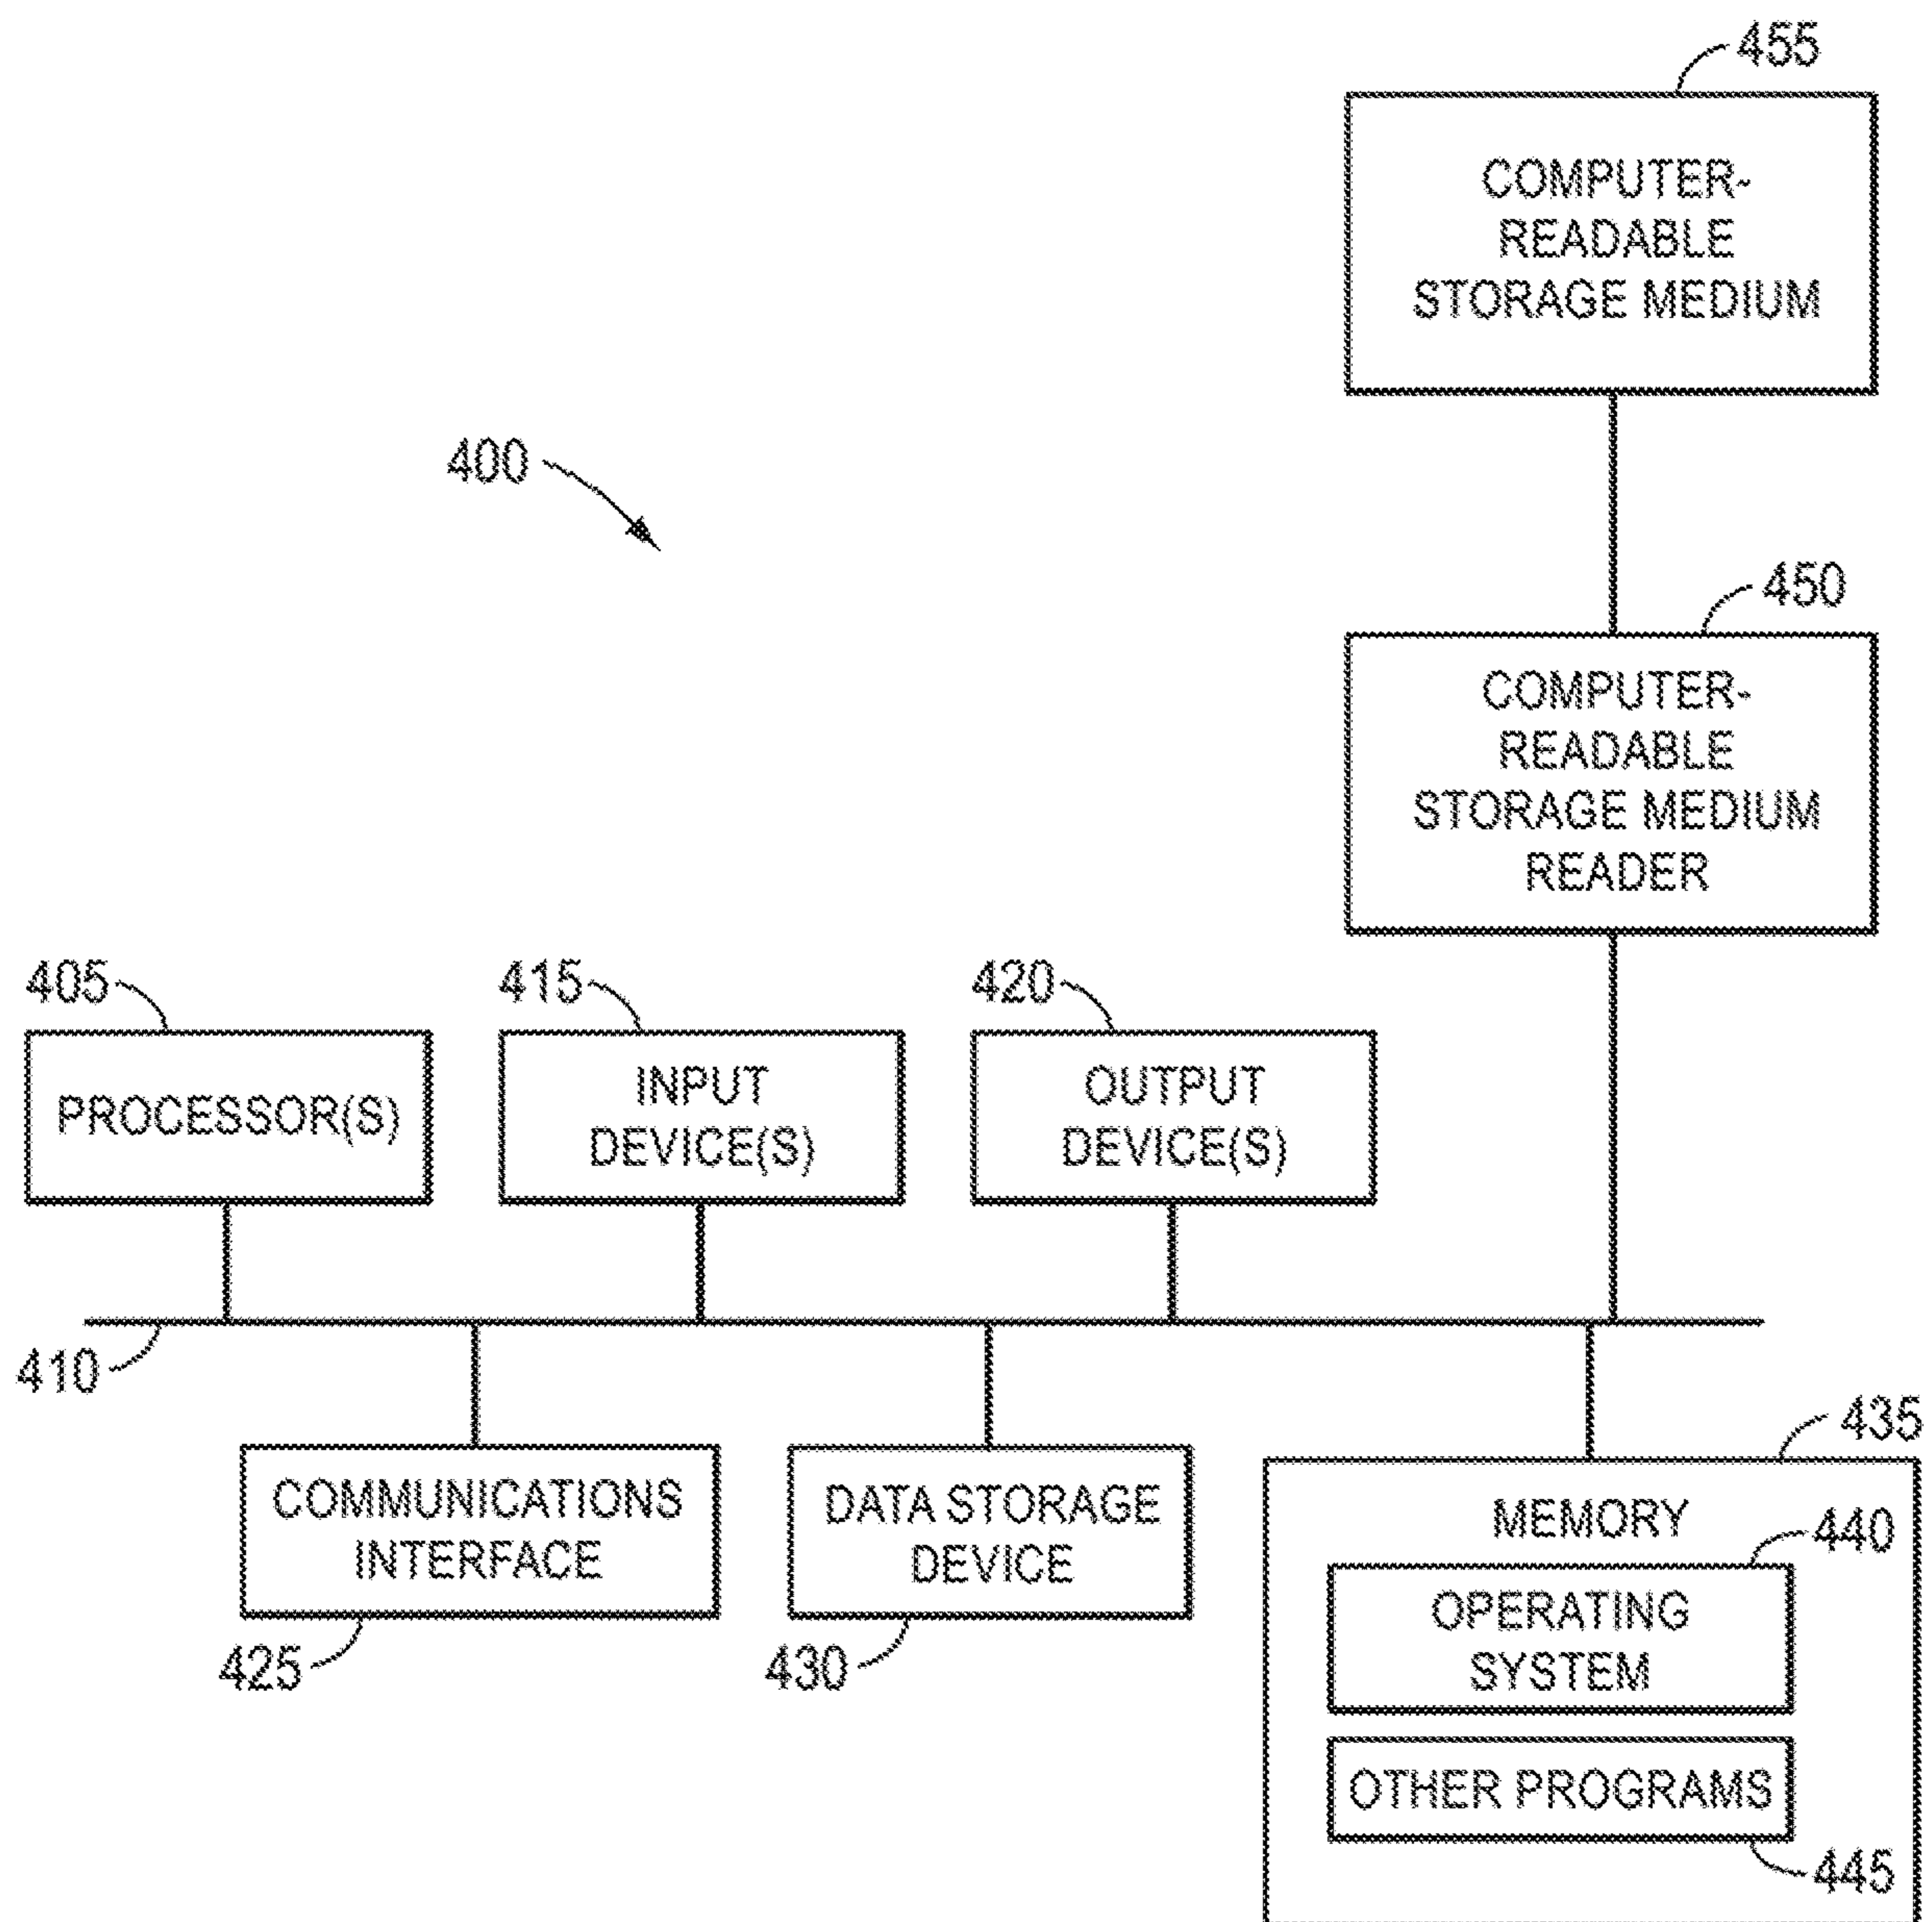 455
COMPUTER-
READABLE
STORAGE MEDIUM
400
450
COMPUTER-
READABLE
STORAGE MEDIUM
READER
405
415
420
PROCESSOR(S)
INPUT
DEVICE(S)
OUTPUT
DEVICE(S)
410
435
COMMUNICATIONS
INTERFACE
DATA STORAGE
DEVICE
MEMORY
440
OPERATING
SYSTEM
425
430
OTHER PROGRAMS
445